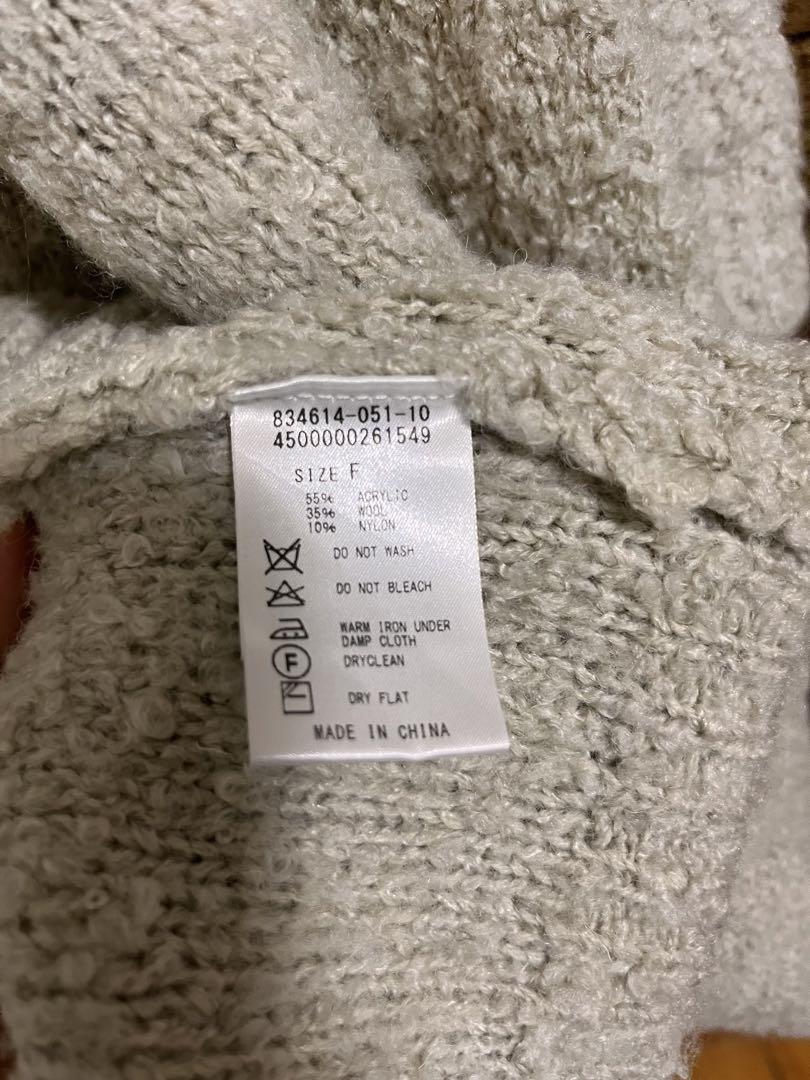 834614-051-10
4500000261549
SIZE F
55% ACRYLIC
35% WOOL
10% NYLON
DO NOT WASH
DO NOT BLEACH
WARM IRON UNDER
DAMP CLOTH
F DRYCLEAN
DRY FLAT
MADE IN CHINA